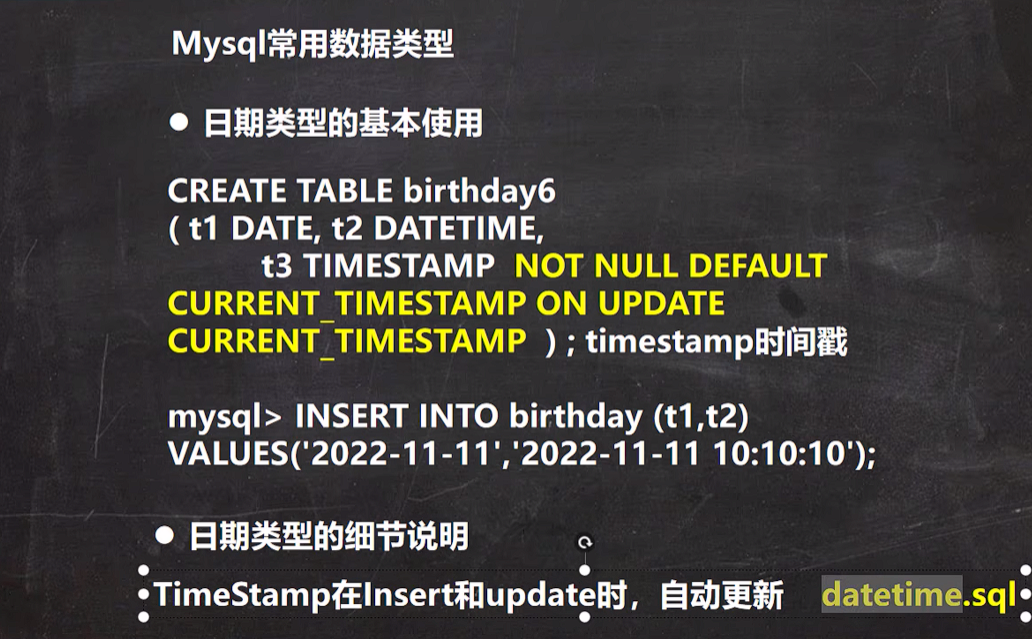 Mysql常用数据类型
● 日期类型的基本使用
CREATE TABLE birthday6
( t1 DATE, t2 DATETIME,
t3 TIMESTAMP NOT NULL DEFAULT
CURRENT_TIMESTAMP ON UPDATE
CURRENT_TIMESTAMP ) ; timestamp时间戳
mysql> INSERT INTO birthday (t1,t2)
VALUES('2022-11-11','2022-11-11 10:10:10');
● 日期类型的细节说明
TimeStamp在Insert和update时，自动更新 datetime.sql